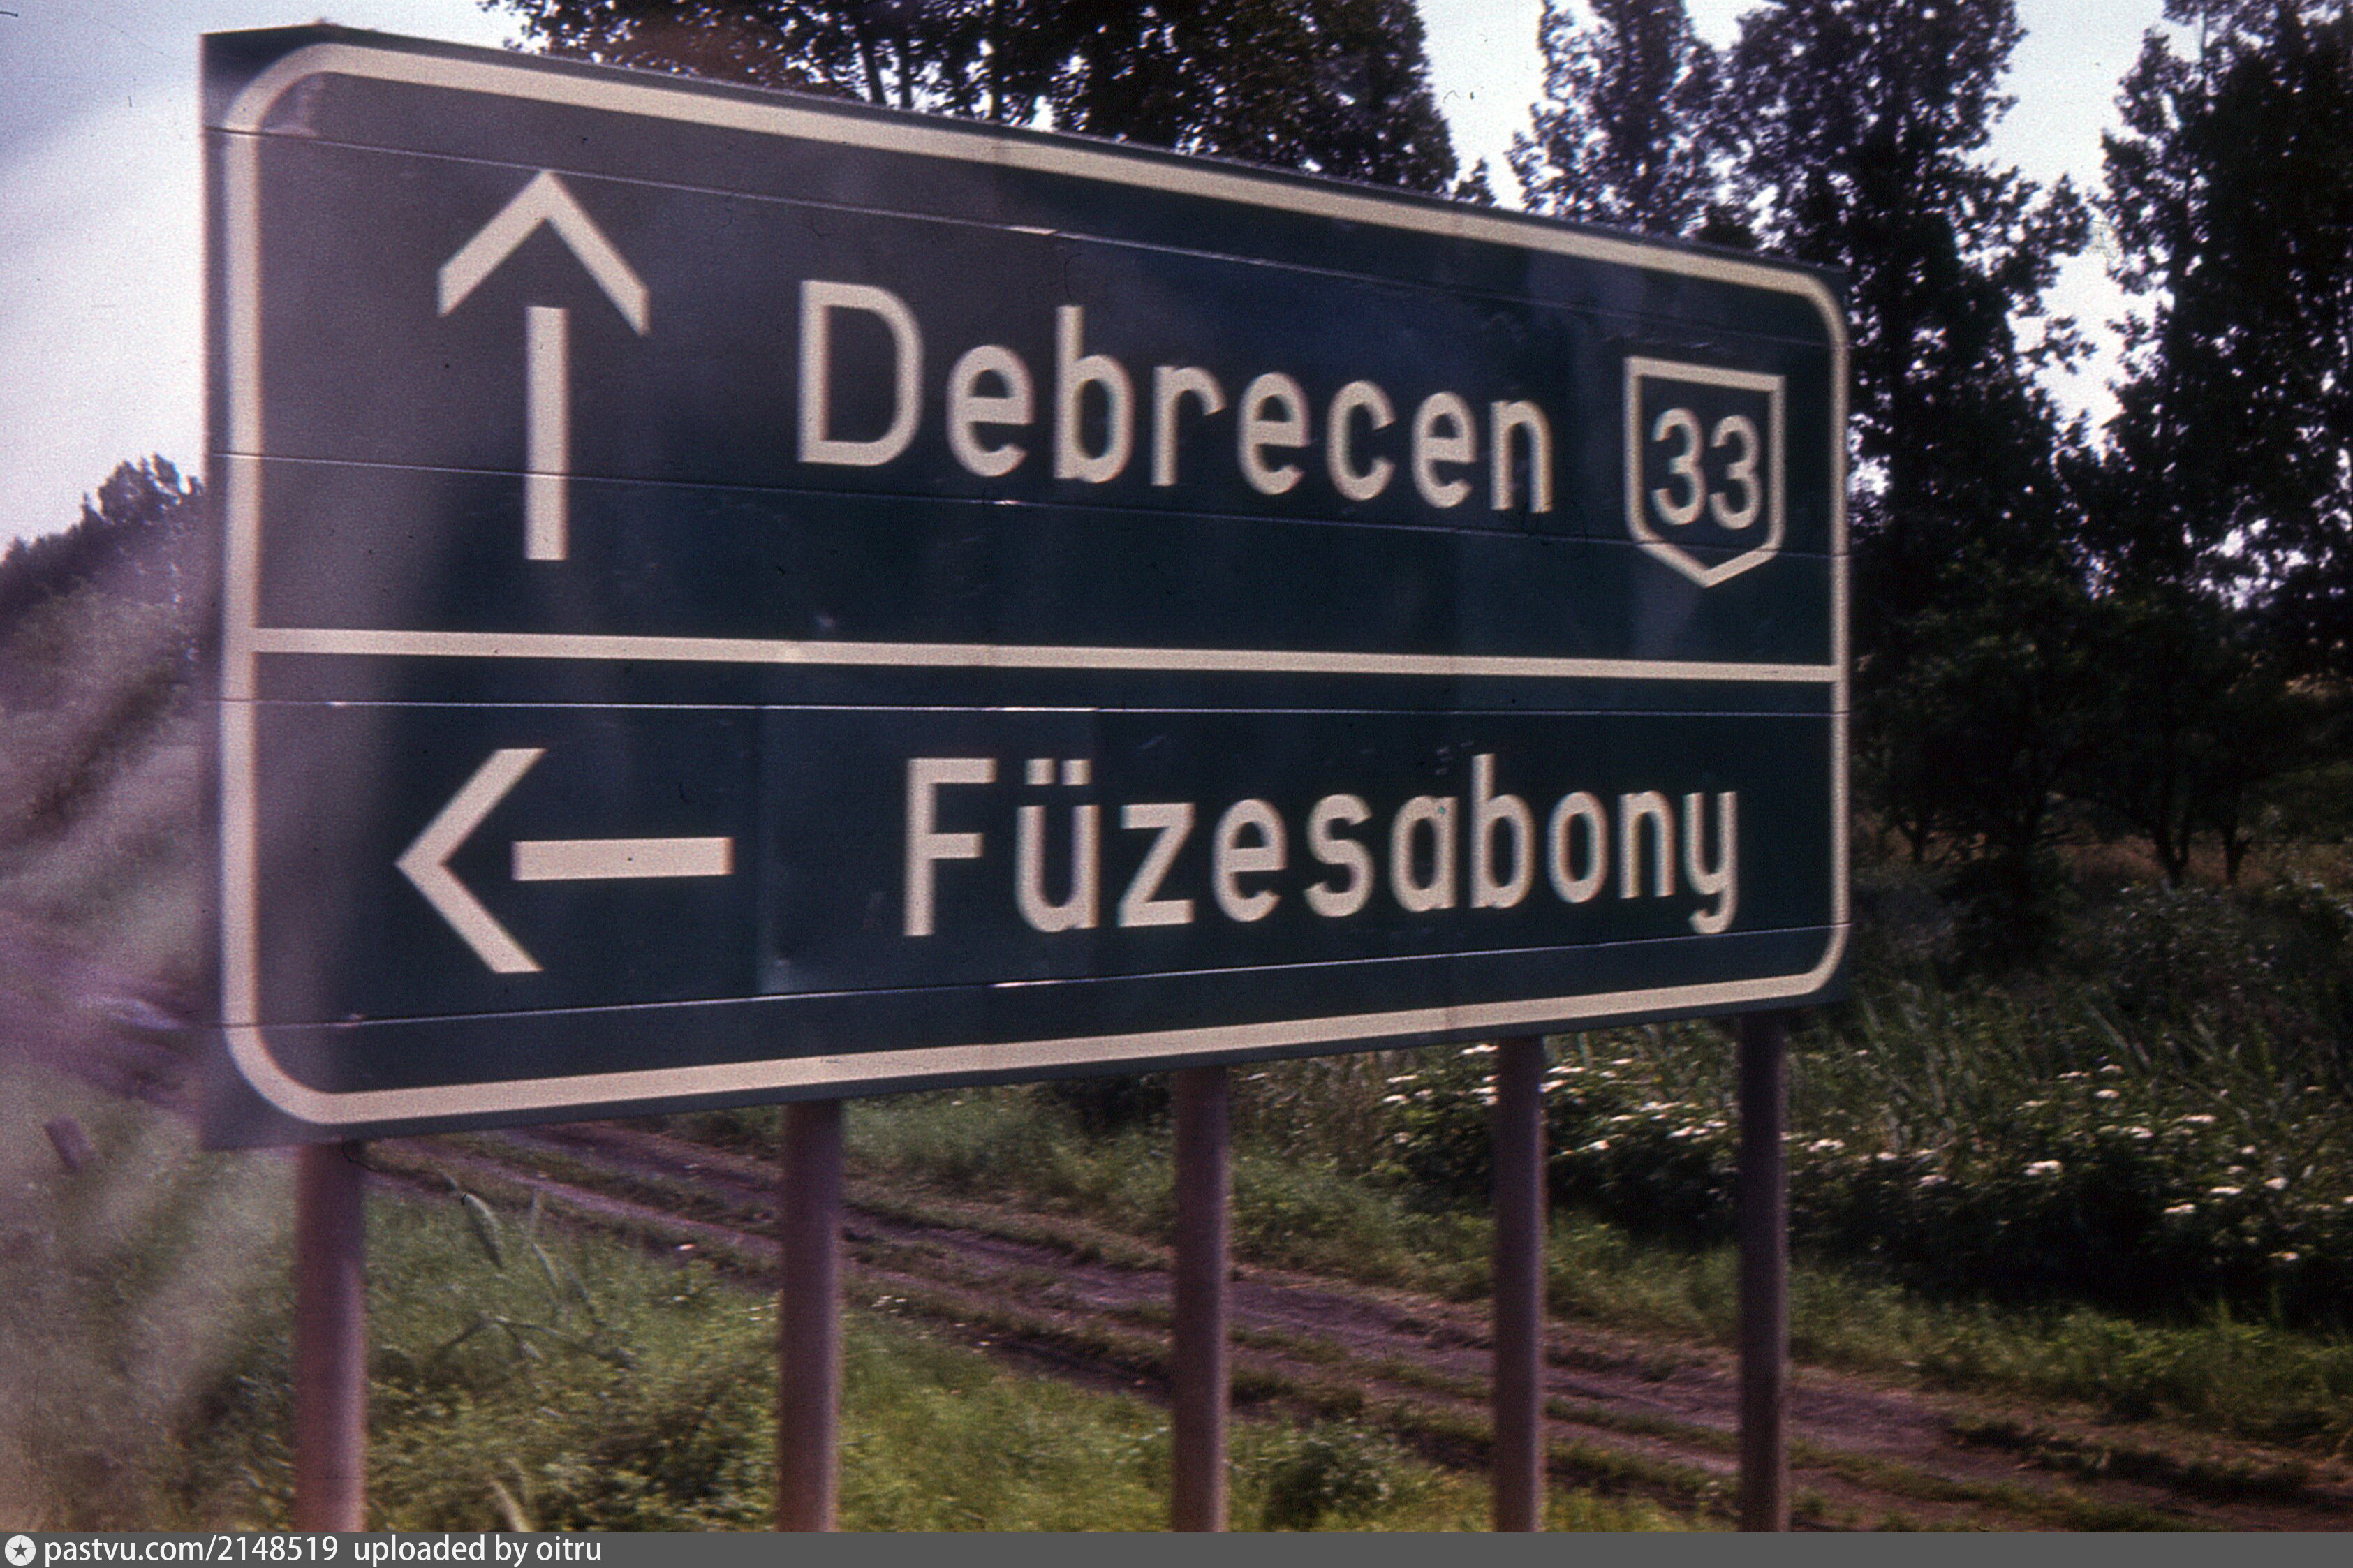 Debrecen 33
Füzesabony
pastvu.com/2148519 uploaded by oitru